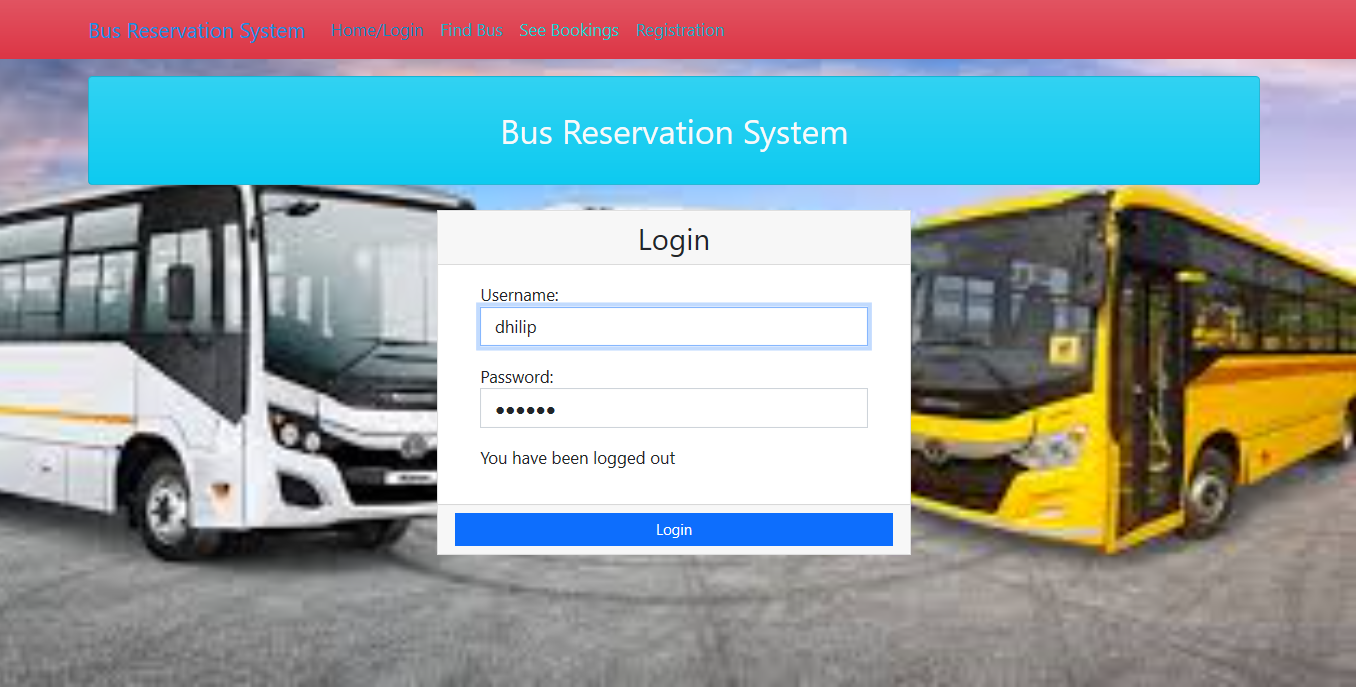 Bus Reservation System Home/Login Find Bus See Bookings Registration
Bus Reservation System
Login
Username:
dhilip
Password:
••••••
You have been logged out
Login